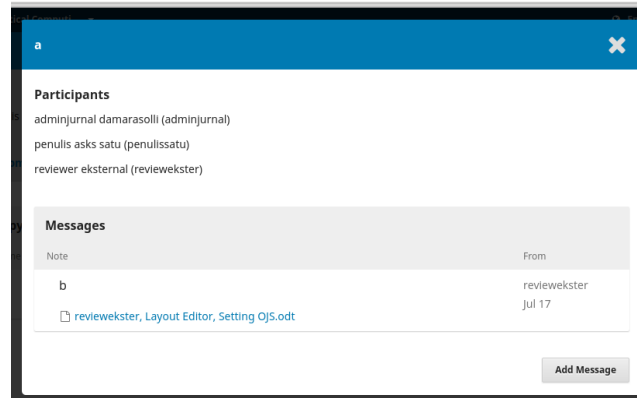 a
Participants
adminjurnal damarasolli (adminjurnal)
penulis asks satu (penulissatu)
reviewer eksternal (reviewekster)
Messages
Note From
b reviewekster
Jul 17
reviewekster, Layout Editor, Setting OJS.odt
Add Message